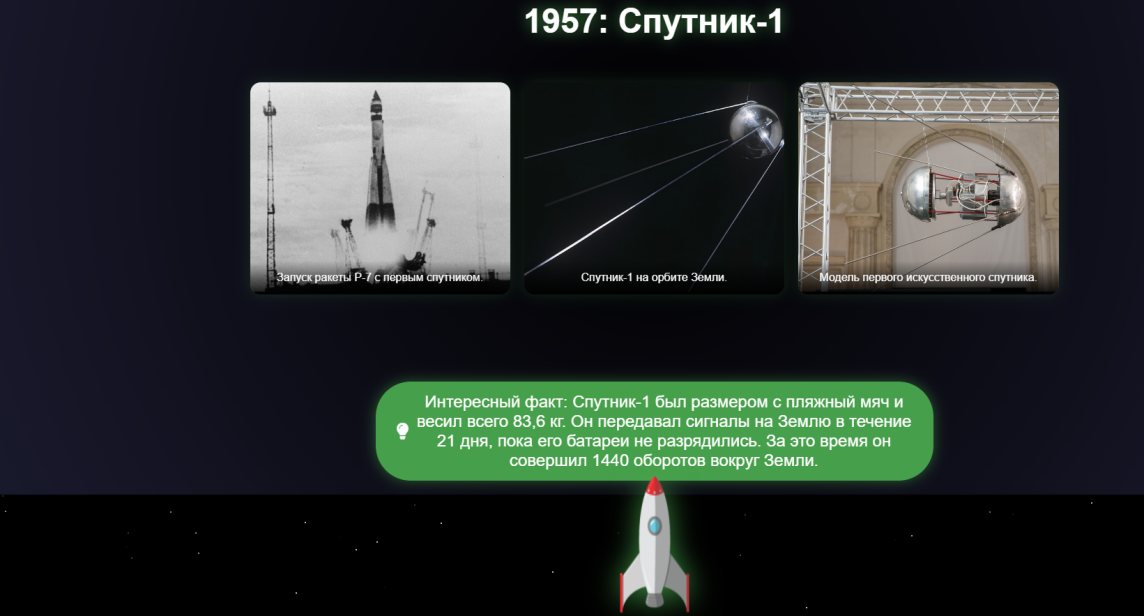 1957: Спутник-1
Запуск ракеты Р-7 с первым спутником.
Спутник-1 на орбите Земли.
Модель первого искусственного спутника.
Интересный факт: Спутник-1 был размером с пляжный мяч и
весил всего 83,6 кг. Он передавал сигналы на Землю в течение
21 дня, пока его батареи не разрядились. За это время он
совершил 1440 оборотов вокруг Земли.